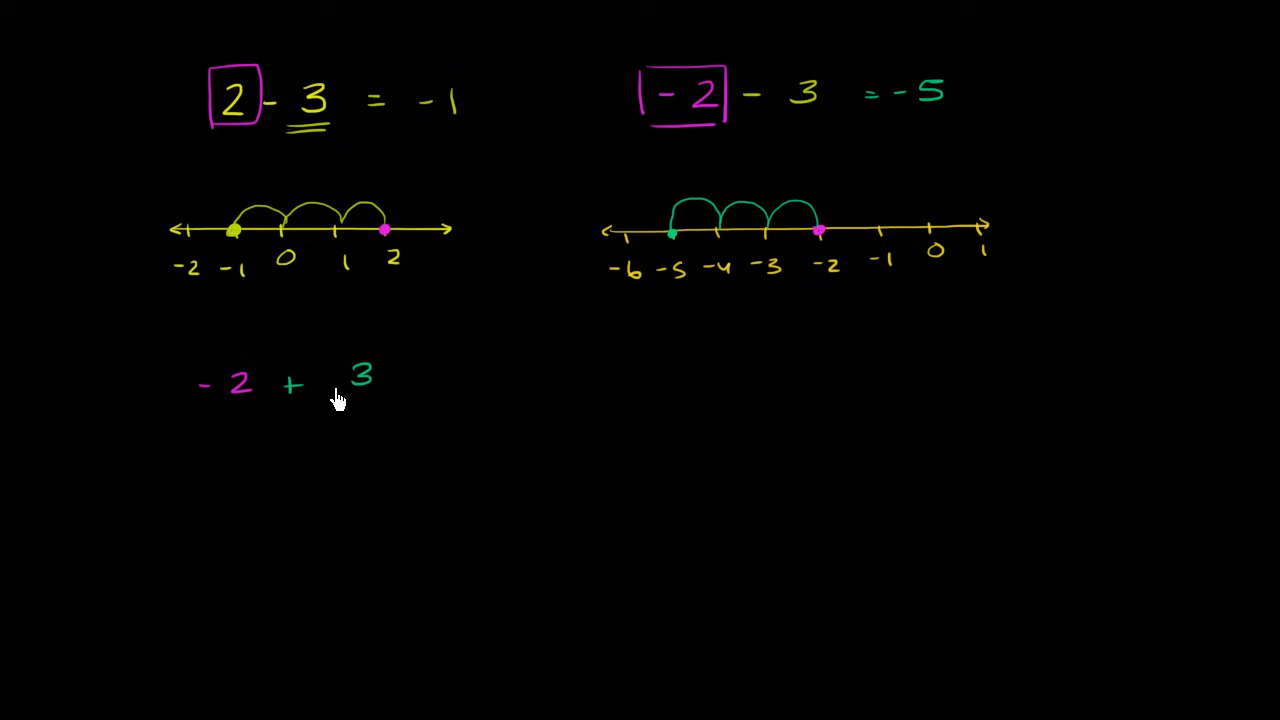 2 - 3 = -1
-2 - 3 = -5
-2 -1 0 1 2
-6 -5 -4 -3 -2 -1 0 1
-2 + 3